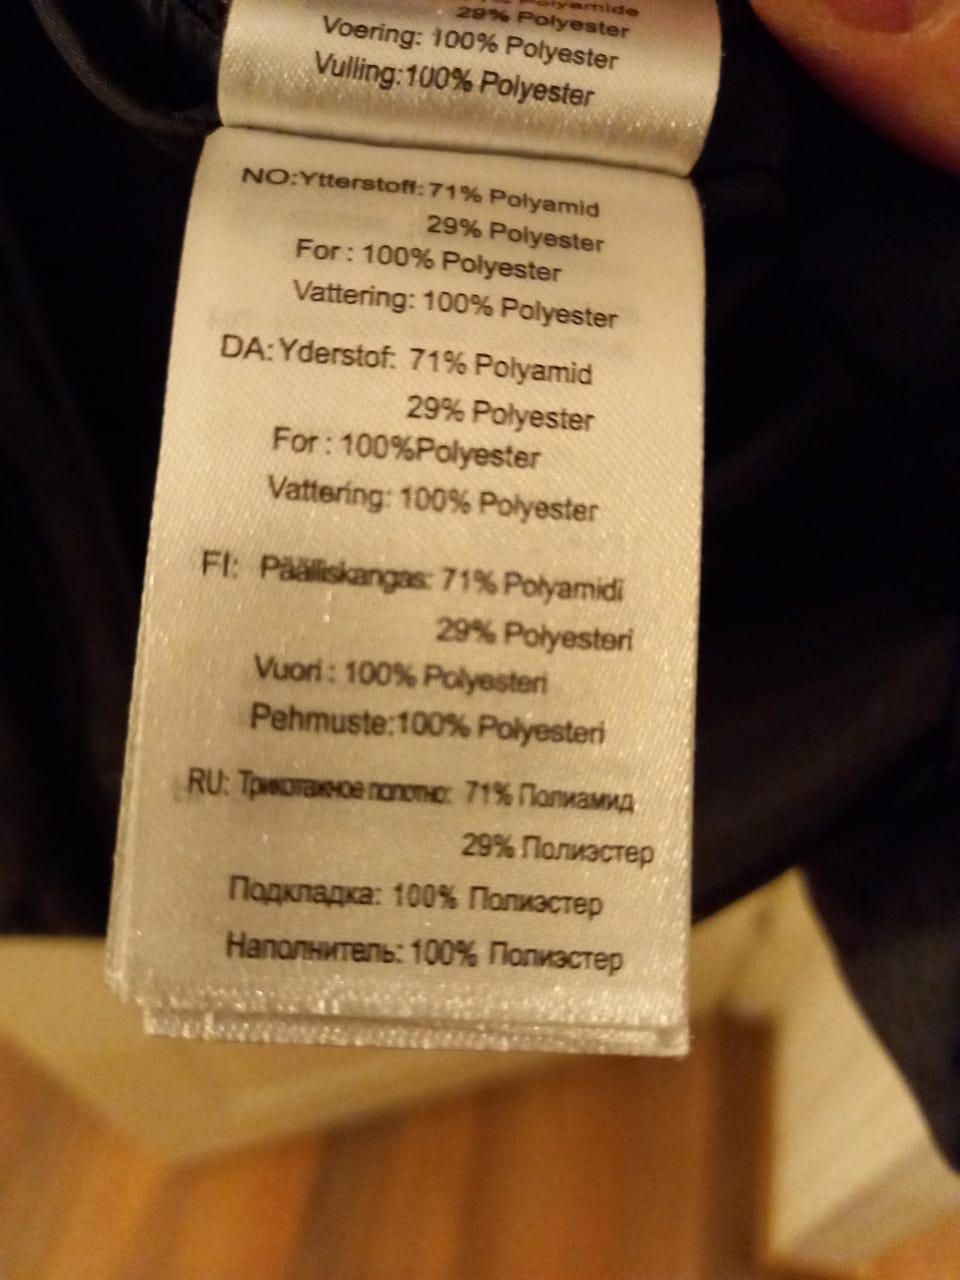 Polyamide
29% Polyester
Voering: 100% Polyester
Vulling:100% Polyester
NO:Ytterstoff: 71% Polyamid
29% Polyester
For : 100% Polyester
Vattering: 100% Polyester
DA: Yderstof: 71% Polyamid
29% Polyester
For : 100%Polyester
Vattering: 100% Polyester
FI: Päälliskangas: 71% Polyamidi
29% Polyesteri
Vuori : 100% Polyesteri
Pehmuste:100% Polyesteri
RU: Трикотажное полотно: 71% Полиамид
29% Полиэстер
Подкладка: 100% Полиэстер
Наполнитель: 100% Полиэстер